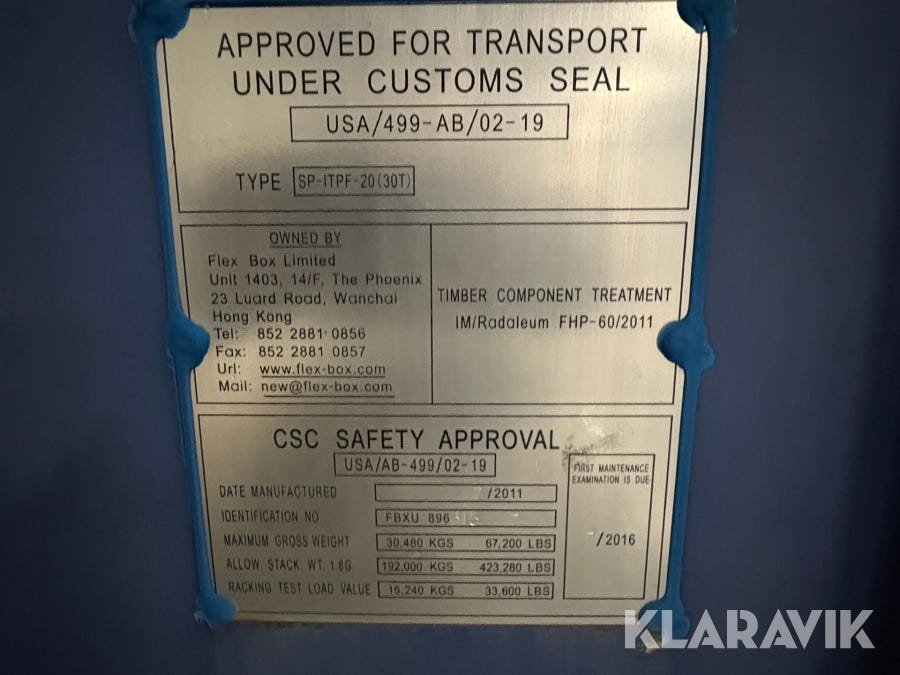 APPROVED FOR TRANSPORT
UNDER CUSTOMS SEAL
USA/499-AB/02-19
TYPE SP-ITPF-20(30T)
OWNED BY
Flex Box Limited
Unit 1403, 14/F, The Phoenix
23 Luard Road, Wanchai
Hong Kong
Tel: 852 2881 0856
Fax: 852 2881 0857
Url: www.flex-box.com
Mail: new@flex-box.com
TIMBER COMPONENT TREATMENT
IM/Radaleum FHP-60/2011
CSC SAFETY APPROVAL
USA/AB-499/02-19
DATE MANUFACTURED /2011
IDENTIFICATION NO FBXU 896
MAXIMUM GROSS WEIGHT 30,480 KGS 67,200 LBS
ALLOW STACK WT. 1.8G 192,000 KGS 423,280 LBS
RACKING TEST LOAD VALUE 15,240 KGS 33,600 LBS
FIRST MAINTENANCE
EXAMINATION IS DUE
/2016
KLARAVIK